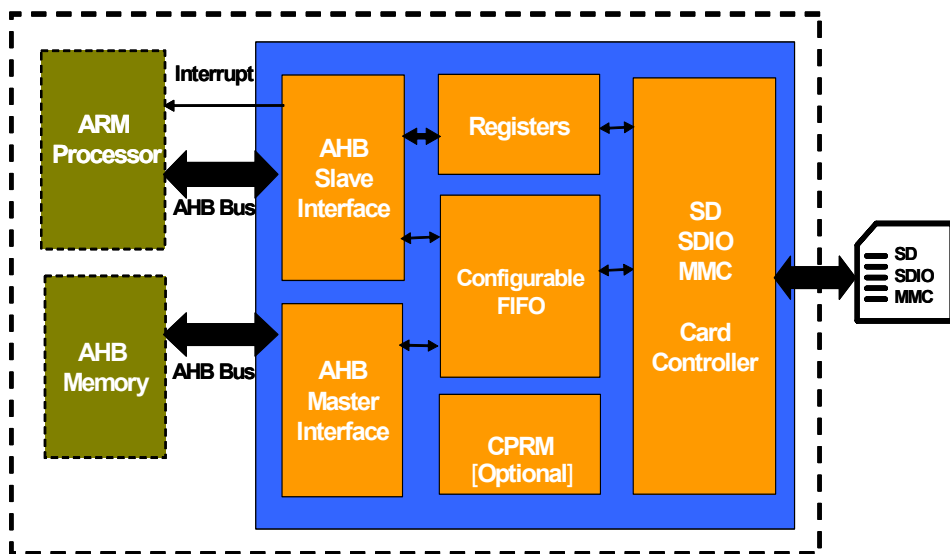 Interrupt
ARM
Processor
AHB Bus
AHB
Memory
AHB Bus
AHB
Slave
Interface
AHB
Master
Interface
Registers
Configurable
FIFO
CPRM
[Optional]
SD
SDIO
MMC
Card
Controller
SD
SDIO
MMC